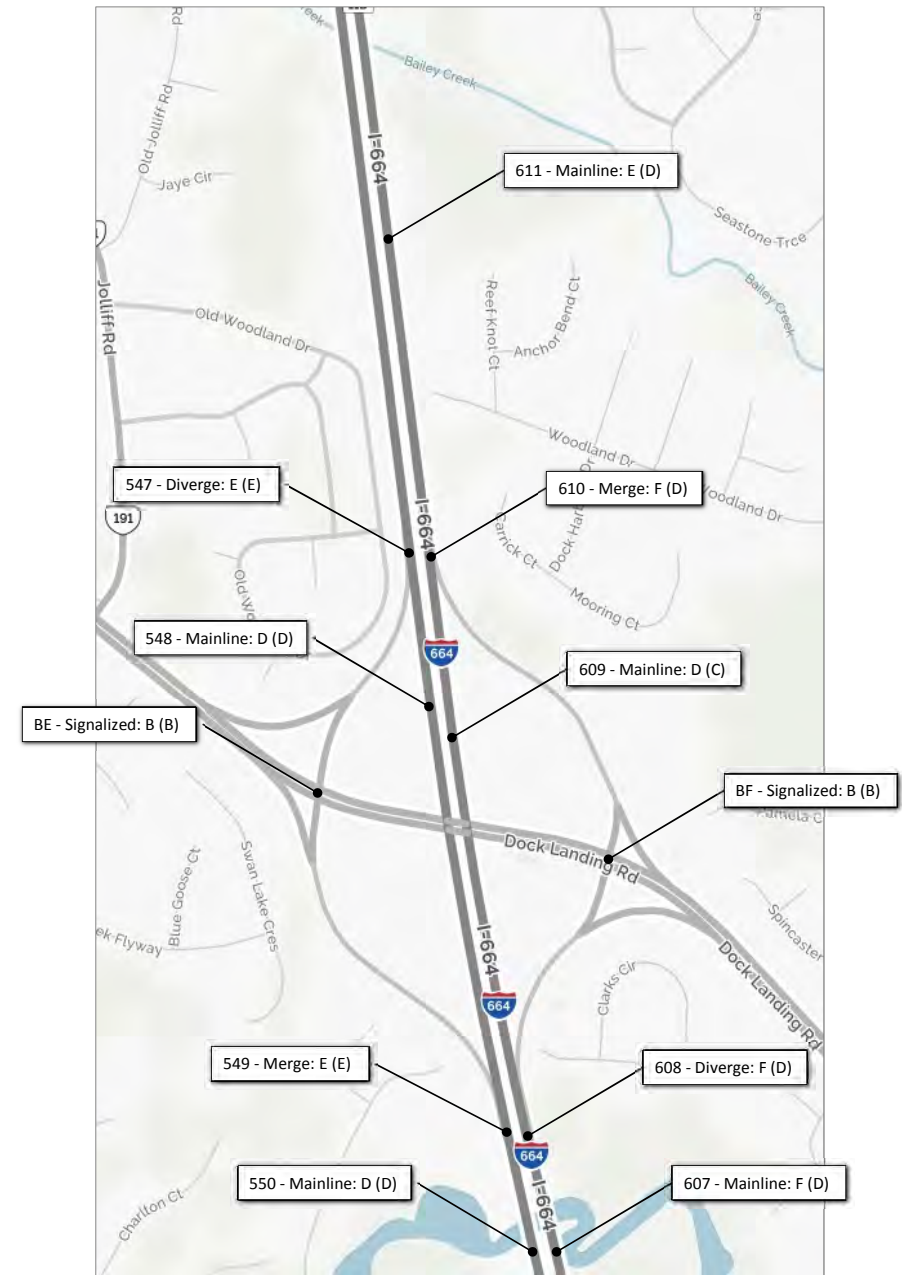 Bailey Creek
I-664
Old Jolliff Rd
Jaye Cir
611 - Mainline: E (D)
Seastone Trce
Bailey Creek
Jolliff Rd
Reef Knot Ct
Anchor Bend Ct
Old Woodland Dr
Woodland Dr
547 - Diverge: E (E)
610 - Merge: F (D)
Woodland Dr
191
I-664
Garrick Ct
Mooring Ct
548 - Mainline: D (D)
664
609 - Mainline: D (C)
BE - Signalized: B (B)
BF - Signalized: B (B)
Dock Landing Rd
Blue Goose Ct
Swan Lake Cres
Spincaster
I-664
Clarks Cir
Dock Landing Rd
664
549 - Merge: E (E)
608 - Diverge: F (D)
664
550 - Mainline: D (D)
607 - Mainline: F (D)
I-664
Charlton Ct